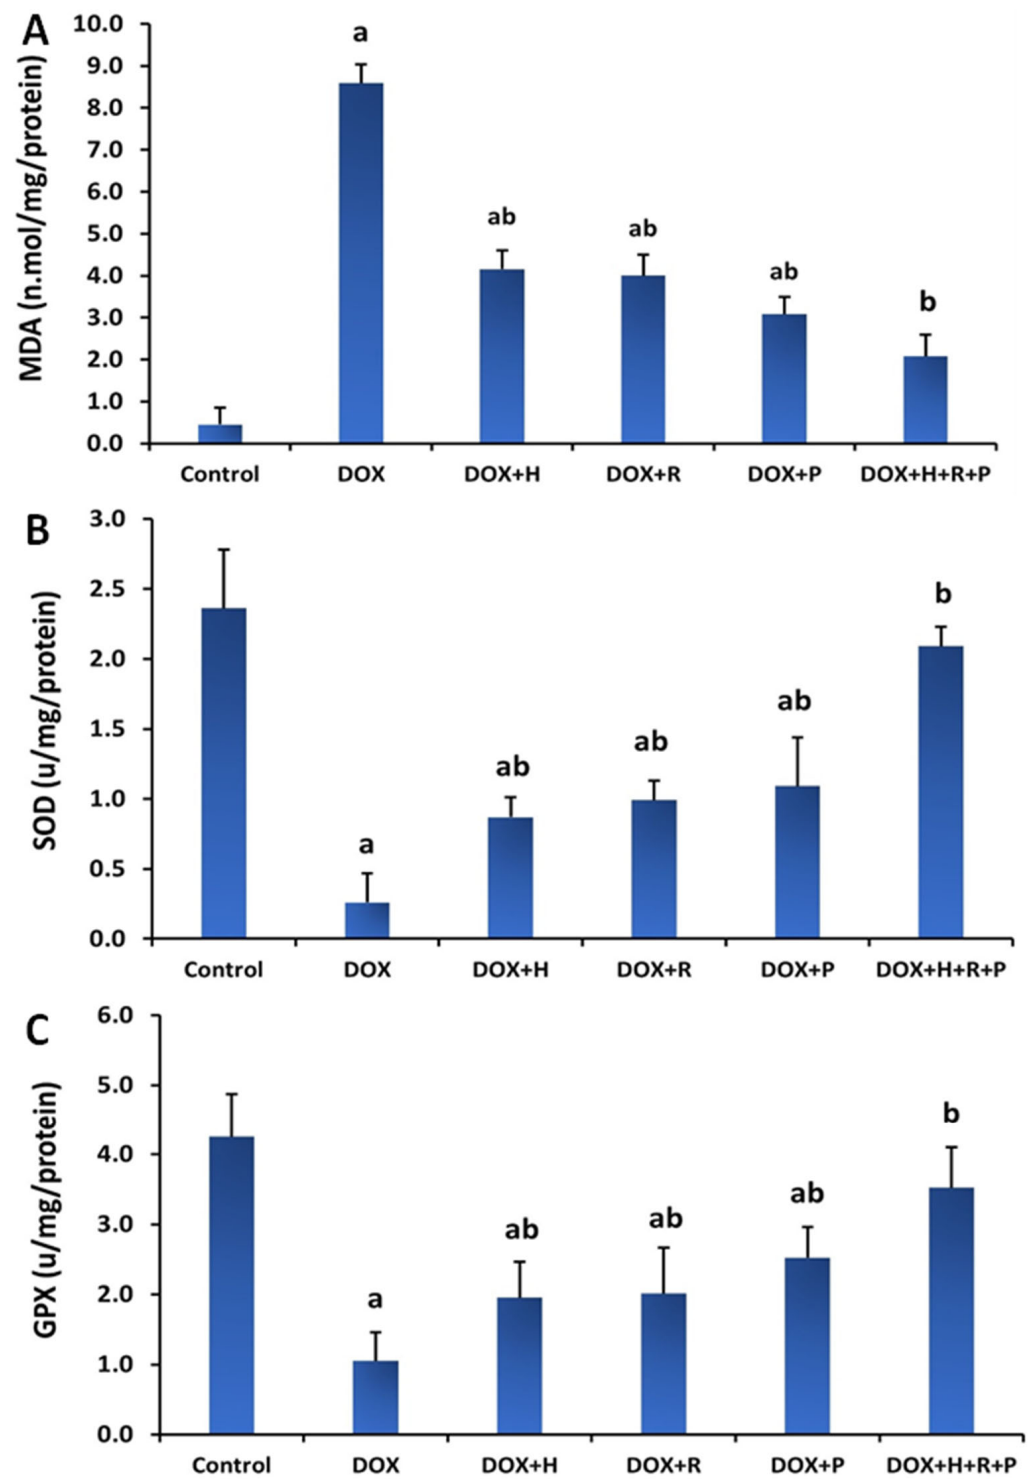 A
MDA (n.mol/mg/protein)
10.0
9.0
8.0
7.0
6.0
5.0
4.0
3.0
2.0
1.0
0.0
a
ab
ab
ab
b
Control DOX DOX+H DOX+R DOX+P DOX+H+R+P
B
SOD (u/mg/protein)
3.0
2.5
2.0
1.5
1.0
0.5
0.0
a
ab
ab
ab
b
Control DOX DOX+H DOX+R DOX+P DOX+H+R+P
C
GPX (u/mg/protein)
6.0
5.0
4.0
3.0
2.0
1.0
0.0
a
ab
ab
ab
b
Control DOX DOX+H DOX+R DOX+P DOX+H+R+P